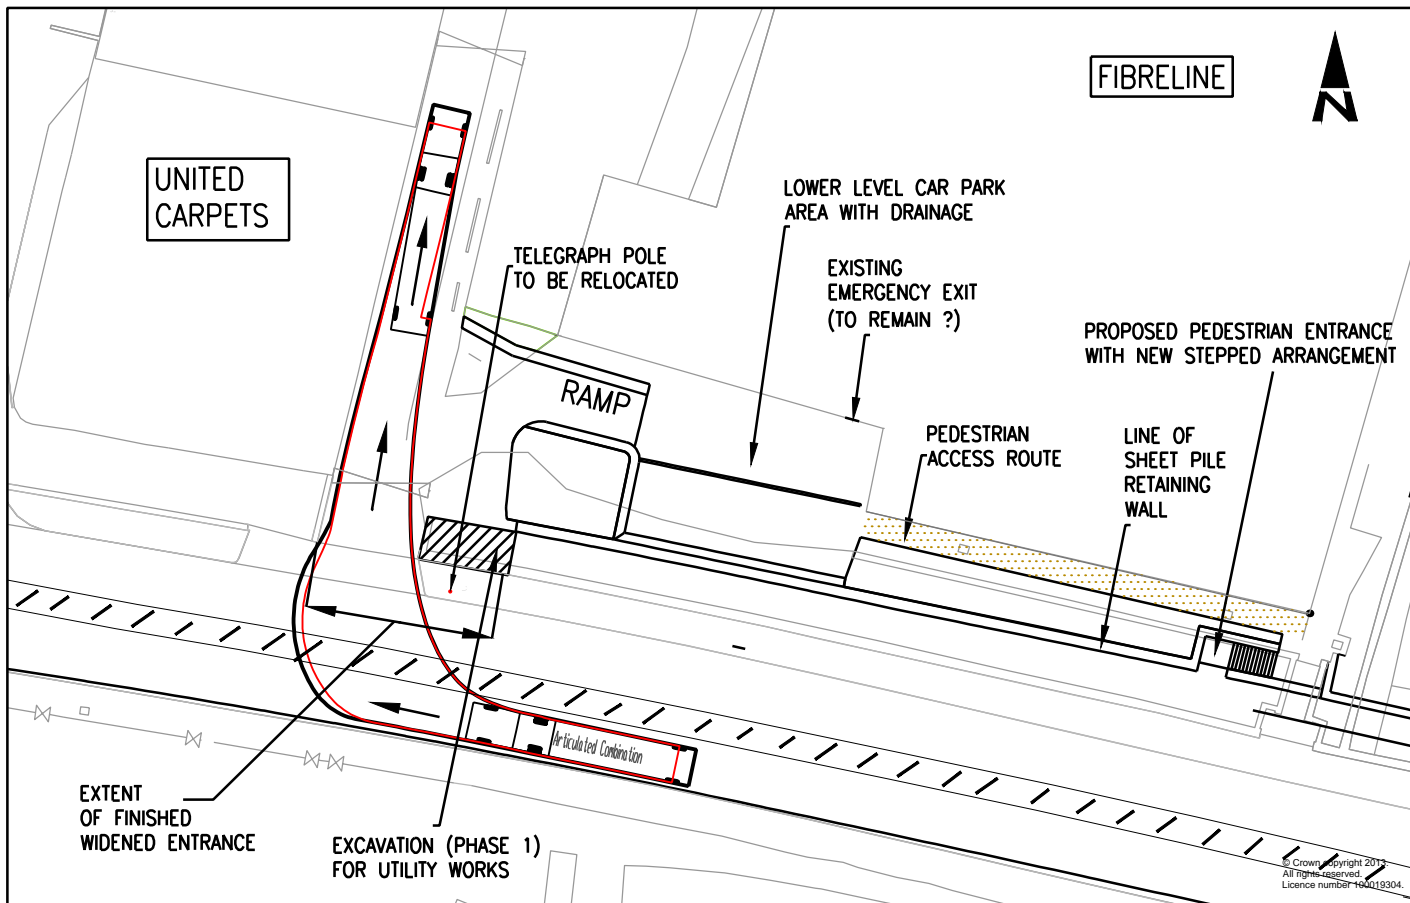 FIBRELINE
N
UNITED
CARPETS
LOWER LEVEL CAR PARK
AREA WITH DRAINAGE
TELEGRAPH POLE
TO BE RELOCATED
EXISTING
EMERGENCY EXIT
(TO REMAIN ?)
PROPOSED PEDESTRIAN ENTRANCE
WITH NEW STEPPED ARRANGEMENT
RAMP
PEDESTRIAN
ACCESS ROUTE
LINE OF
SHEET PILE
RETAINING
WALL
Articulated Combination
EXTENT
OF FINISHED
WIDENED ENTRANCE
EXCAVATION (PHASE 1)
FOR UTILITY WORKS
© Crown copyright 2013.
All rights reserved.
Licence number 100019304.